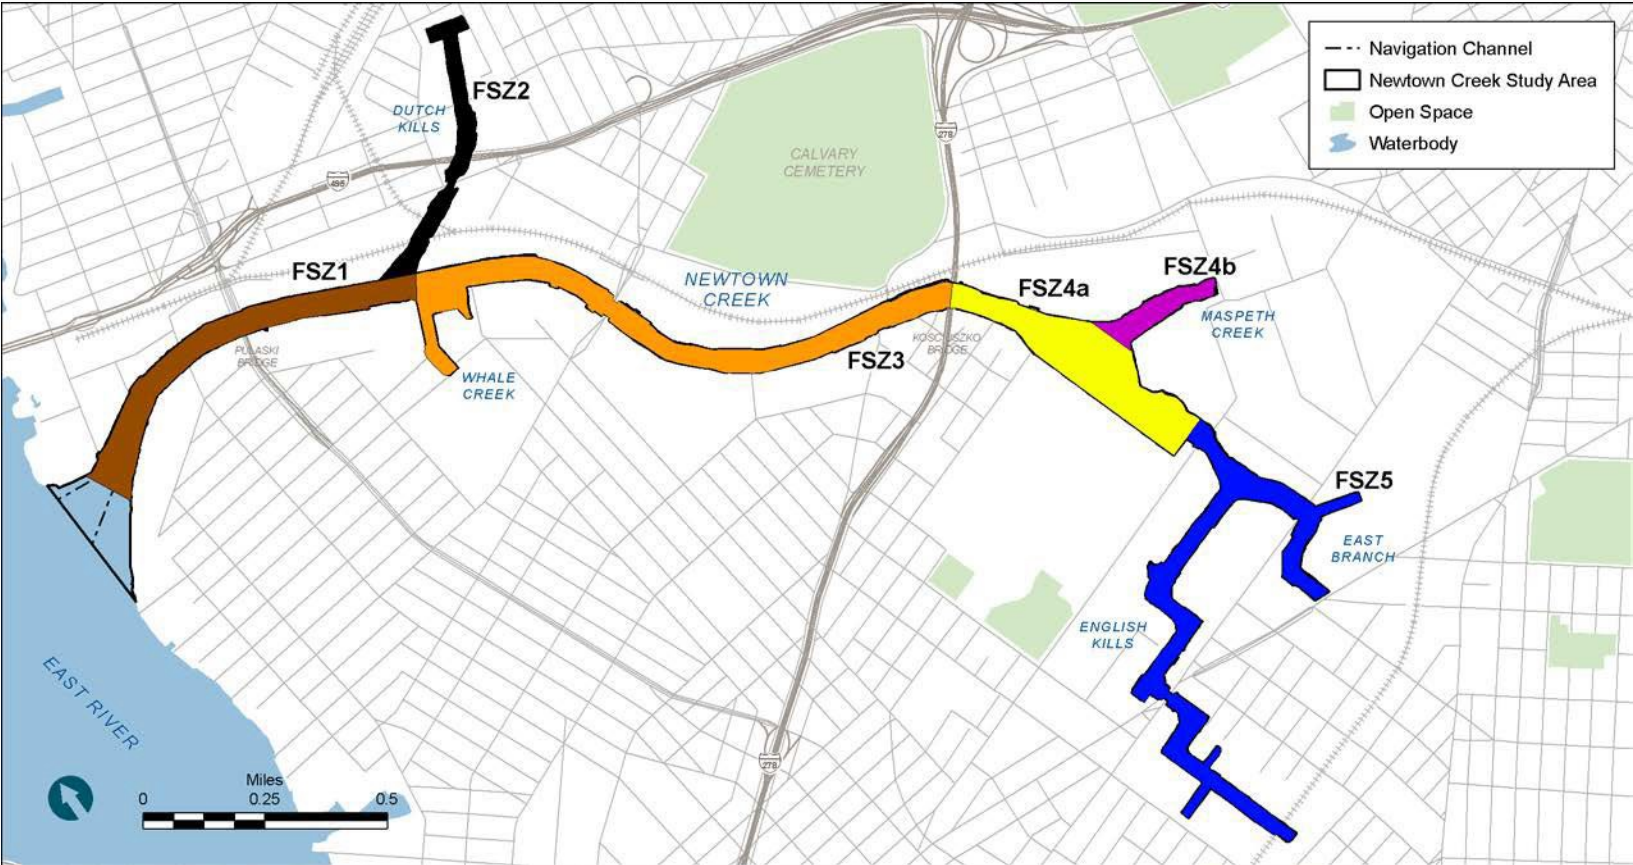 Navigation Channel
Newtown Creek Study Area
Open Space
Waterbody
FSZ2
DUTCH
KILLS
278
CALVARY
CEMETERY
495
FSZ1
NEWTOWN
CREEK
FSZ4a
FSZ4b
MASPETH
CREEK
PULASKI
BRIDGE
KOSCIUSZKO
BRIDGE
FSZ3
WHALE
CREEK
FSZ5
EAST
BRANCH
ENGLISH
KILLS
EAST RIVER
278
Miles
0 0.25 0.5